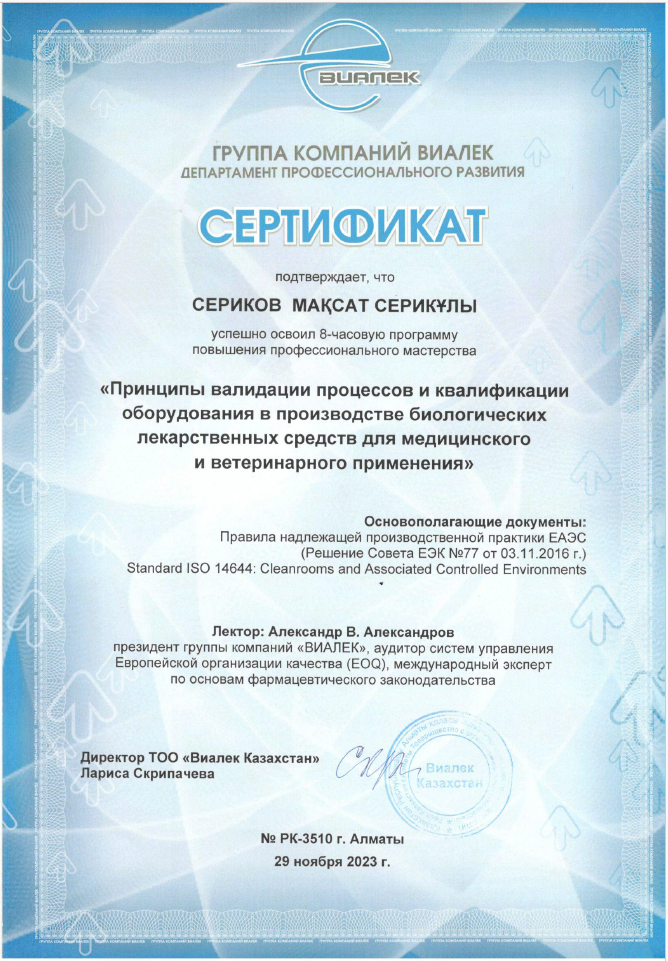 ВИАЛЕК
ГРУППА КОМПАНИЙ ВИАЛЕК
ДЕПАРТАМЕНТ ПРОФЕССИОНАЛЬНОГО РАЗВИТИЯ
СЕРТИФИКАТ
подтверждает, что
СЕРИКОВ МАҚСАТ СЕРИКҰЛЫ
успешно освоил 8-часовую программу
повышения профессионального мастерства
«Принципы валидации процессов и квалификации
оборудования в производстве биологических
лекарственных средств для медицинского
и ветеринарного применения»
Основополагающие документы:
Правила надлежащей производственной практики ЕАЭС
(Решение Совета ЕЭК №77 от 03.11.2016 г.)
Standard ISO 14644: Cleanrooms and Associated Controlled Environments
Лектор: Александр В. Александров
президент группы компаний «ВИАЛЕК», аудитор систем управления
Европейской организации качества (EOQ), международный эксперт
по основам фармацевтического законодательства
Директор ТОО «Виалек Казахстан»
Лариса Скрипачева
Виалек
Казахстан
№ РК-3510 г. Алматы
29 ноября 2023 г.